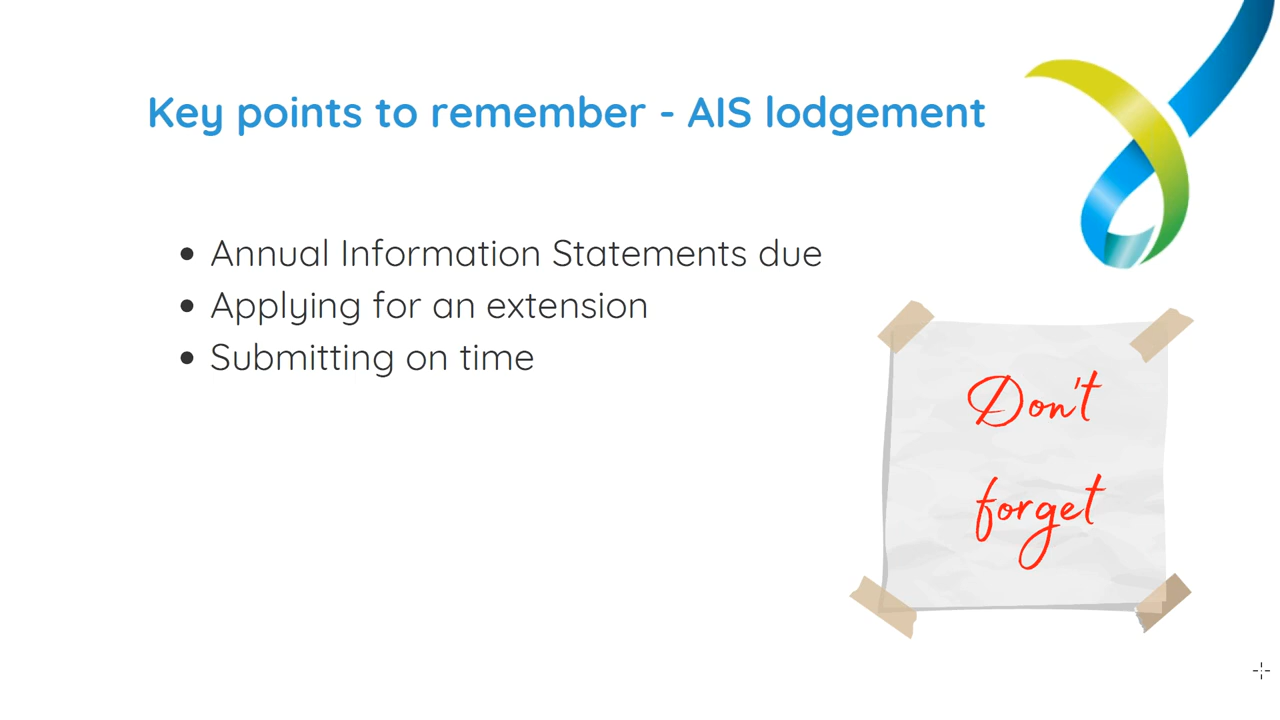 Key points to remember - AIS lodgement
• Annual Information Statements due
• Applying for an extension
• Submitting on time
Don't
forget